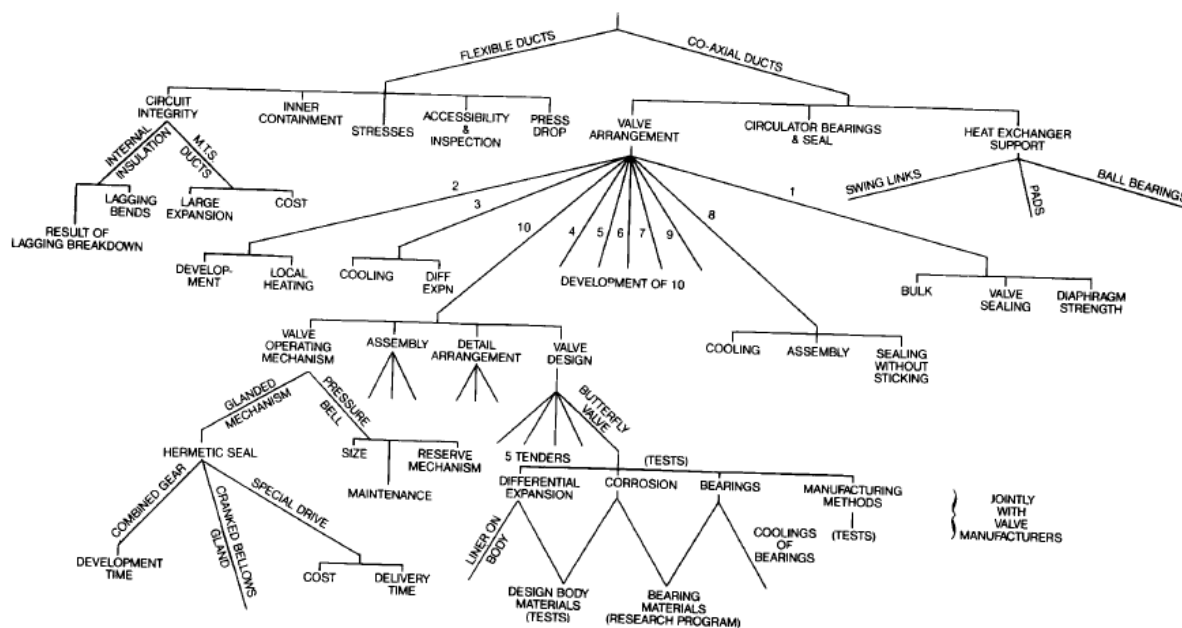 FLEXIBLE DUCTS
CO-AXIAL DUCTS
CIRCUIT
INTEGRITY
INNER
CONTAINMENT
STRESSES
ACCESSIBILITY
&
INSPECTION
PRESS
DROP
VALVE
ARRANGEMENT
CIRCULATOR BEARINGS
& SEAL
HEAT EXCHANGER
SUPPORT
INTERNAL
INSULATION
M.T.S.
DUCTS
SWING LINKS
PADS
BALL BEARINGS
LAGGING
BENDS
LARGE
EXPANSION
COST
RESULT OF
LAGGING BREAKDOWN
2
3
10
4
5
6
7
9
8
1
DEVELOP-
MENT
LOCAL
HEATING
COOLING
DIFF
EXPN
DEVELOPMENT OF 10
BULK
VALVE
SEALING
DIAPHRAGM
STRENGTH
VALVE
OPERATING
MECHANISM
ASSEMBLY
DETAIL
ARRANGEMENT
VALVE
DESIGN
COOLING
ASSEMBLY
SEALING
WITHOUT
STICKING
GLANDED
MECHANISM
PRESSURE
BELL
BUTTERFLY
VALVE
HERMETIC SEAL
SIZE
RESERVE
MECHANISM
MAINTENANCE
5 TENDERS
(TESTS)
DIFFERENTIAL
EXPANSION
CORROSION
BEARINGS
MANUFACTURING
METHODS
(TESTS)
JOINTLY
WITH
VALVE
MANUFACTURERS
COMBINED GEAR
CRANKED BELLOWS
GLAND
SPECIAL DRIVE
LINER ON
BODY
COOLINGS
OF
BEARINGS
DEVELOPMENT
TIME
COST
DELIVERY
TIME
DESIGN BODY
MATERIALS
(TESTS)
BEARING
MATERIALS
(RESEARCH PROGRAM)